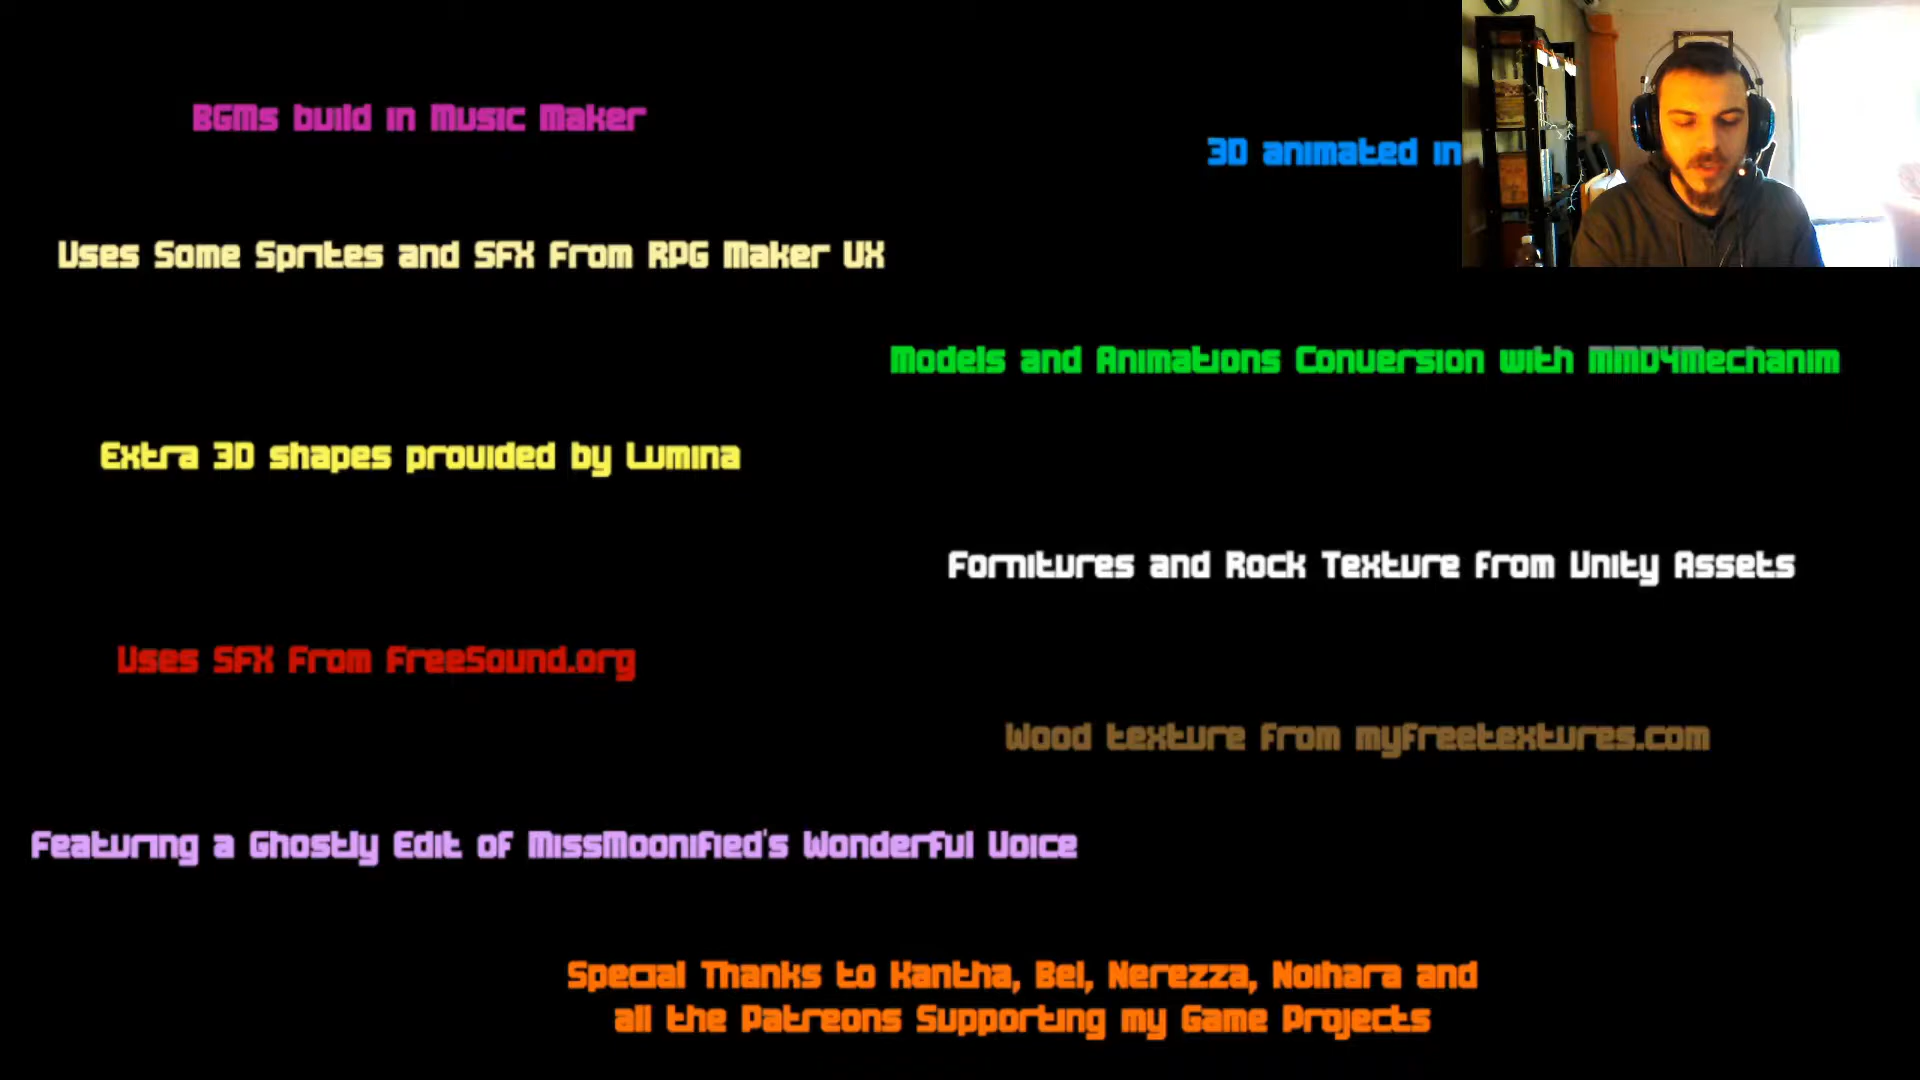 BGMs build in Music Maker
3D animated in
Uses Some Sprites and SFX From RPG Maker VX
Models and Animations Conversion with MMD4Mechanim
Extra 3D shapes provided by Lumina
Fornitures and Rock Texture from Unity Assets
Uses SFX From FreeSound.org
Wood texture from myfreetextures.com
Featuring a Ghostly Edit of MissMoonified's Wonderful Voice
Special Thanks to Kantha, Bel, Nerezza, Noihara and
all the Patreons Supporting my Game Projects